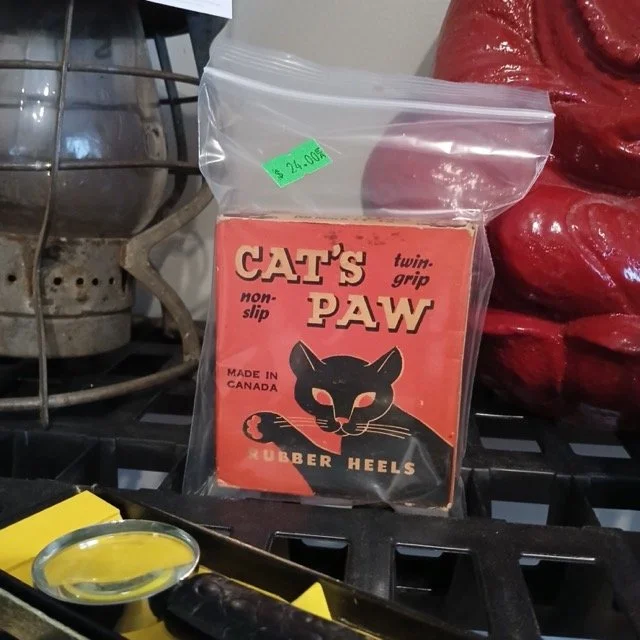 $ 24.00
CAT'S
twin-
grip
non-
slip
PAW
MADE IN
CANADA
RUBBER HEELS